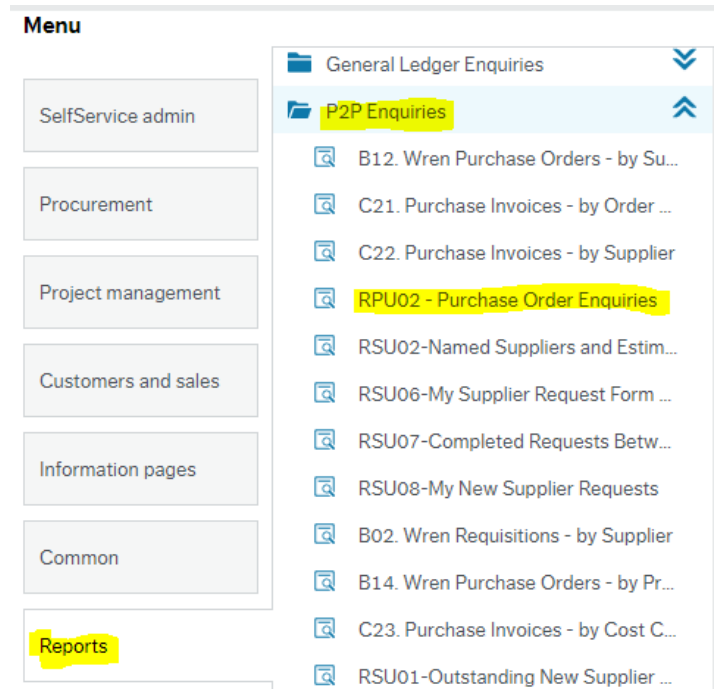 Menu
SelfService admin
Procurement
Project management
Customers and sales
Information pages
Common
Reports
General Ledger Enquiries
P2P Enquiries
B12. Wren Purchase Orders - by Su...
C21. Purchase Invoices - by Order ...
C22. Purchase Invoices - by Supplier
RPU02 - Purchase Order Enquiries
RSU02-Named Suppliers and Estim...
RSU06-My Supplier Request Form ...
RSU07-Completed Requests Betw...
RSU08-My New Supplier Requests
B02. Wren Requisitions - by Supplier
B14. Wren Purchase Orders - by Pr...
C23. Purchase Invoices - by Cost C...
RSU01-Outstanding New Supplier ...